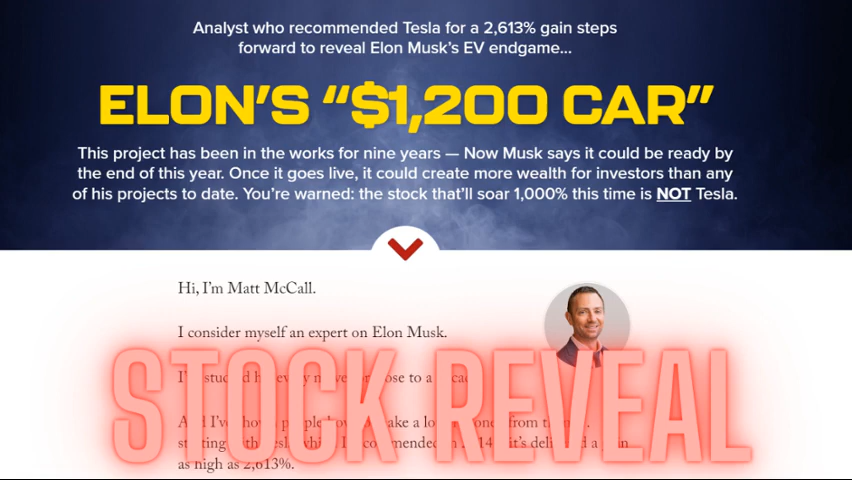 Analyst who recommended Tesla for a 2,613% gain steps
forward to reveal Elon Musk's EV endgame...
ELON'S “$1,200 CAR”
This project has been in the works for nine years — Now Musk says it could be ready by
the end of this year. Once it goes live, it could create more wealth for investors than any
of his projects to date. You're warned: the stock that'll soar 1,000% this time is NOT Tesla.
Hi, I'm Matt McCall.
I consider myself an expert on Elon Musk.
STOCK REVEAL
as high as 2,613%.